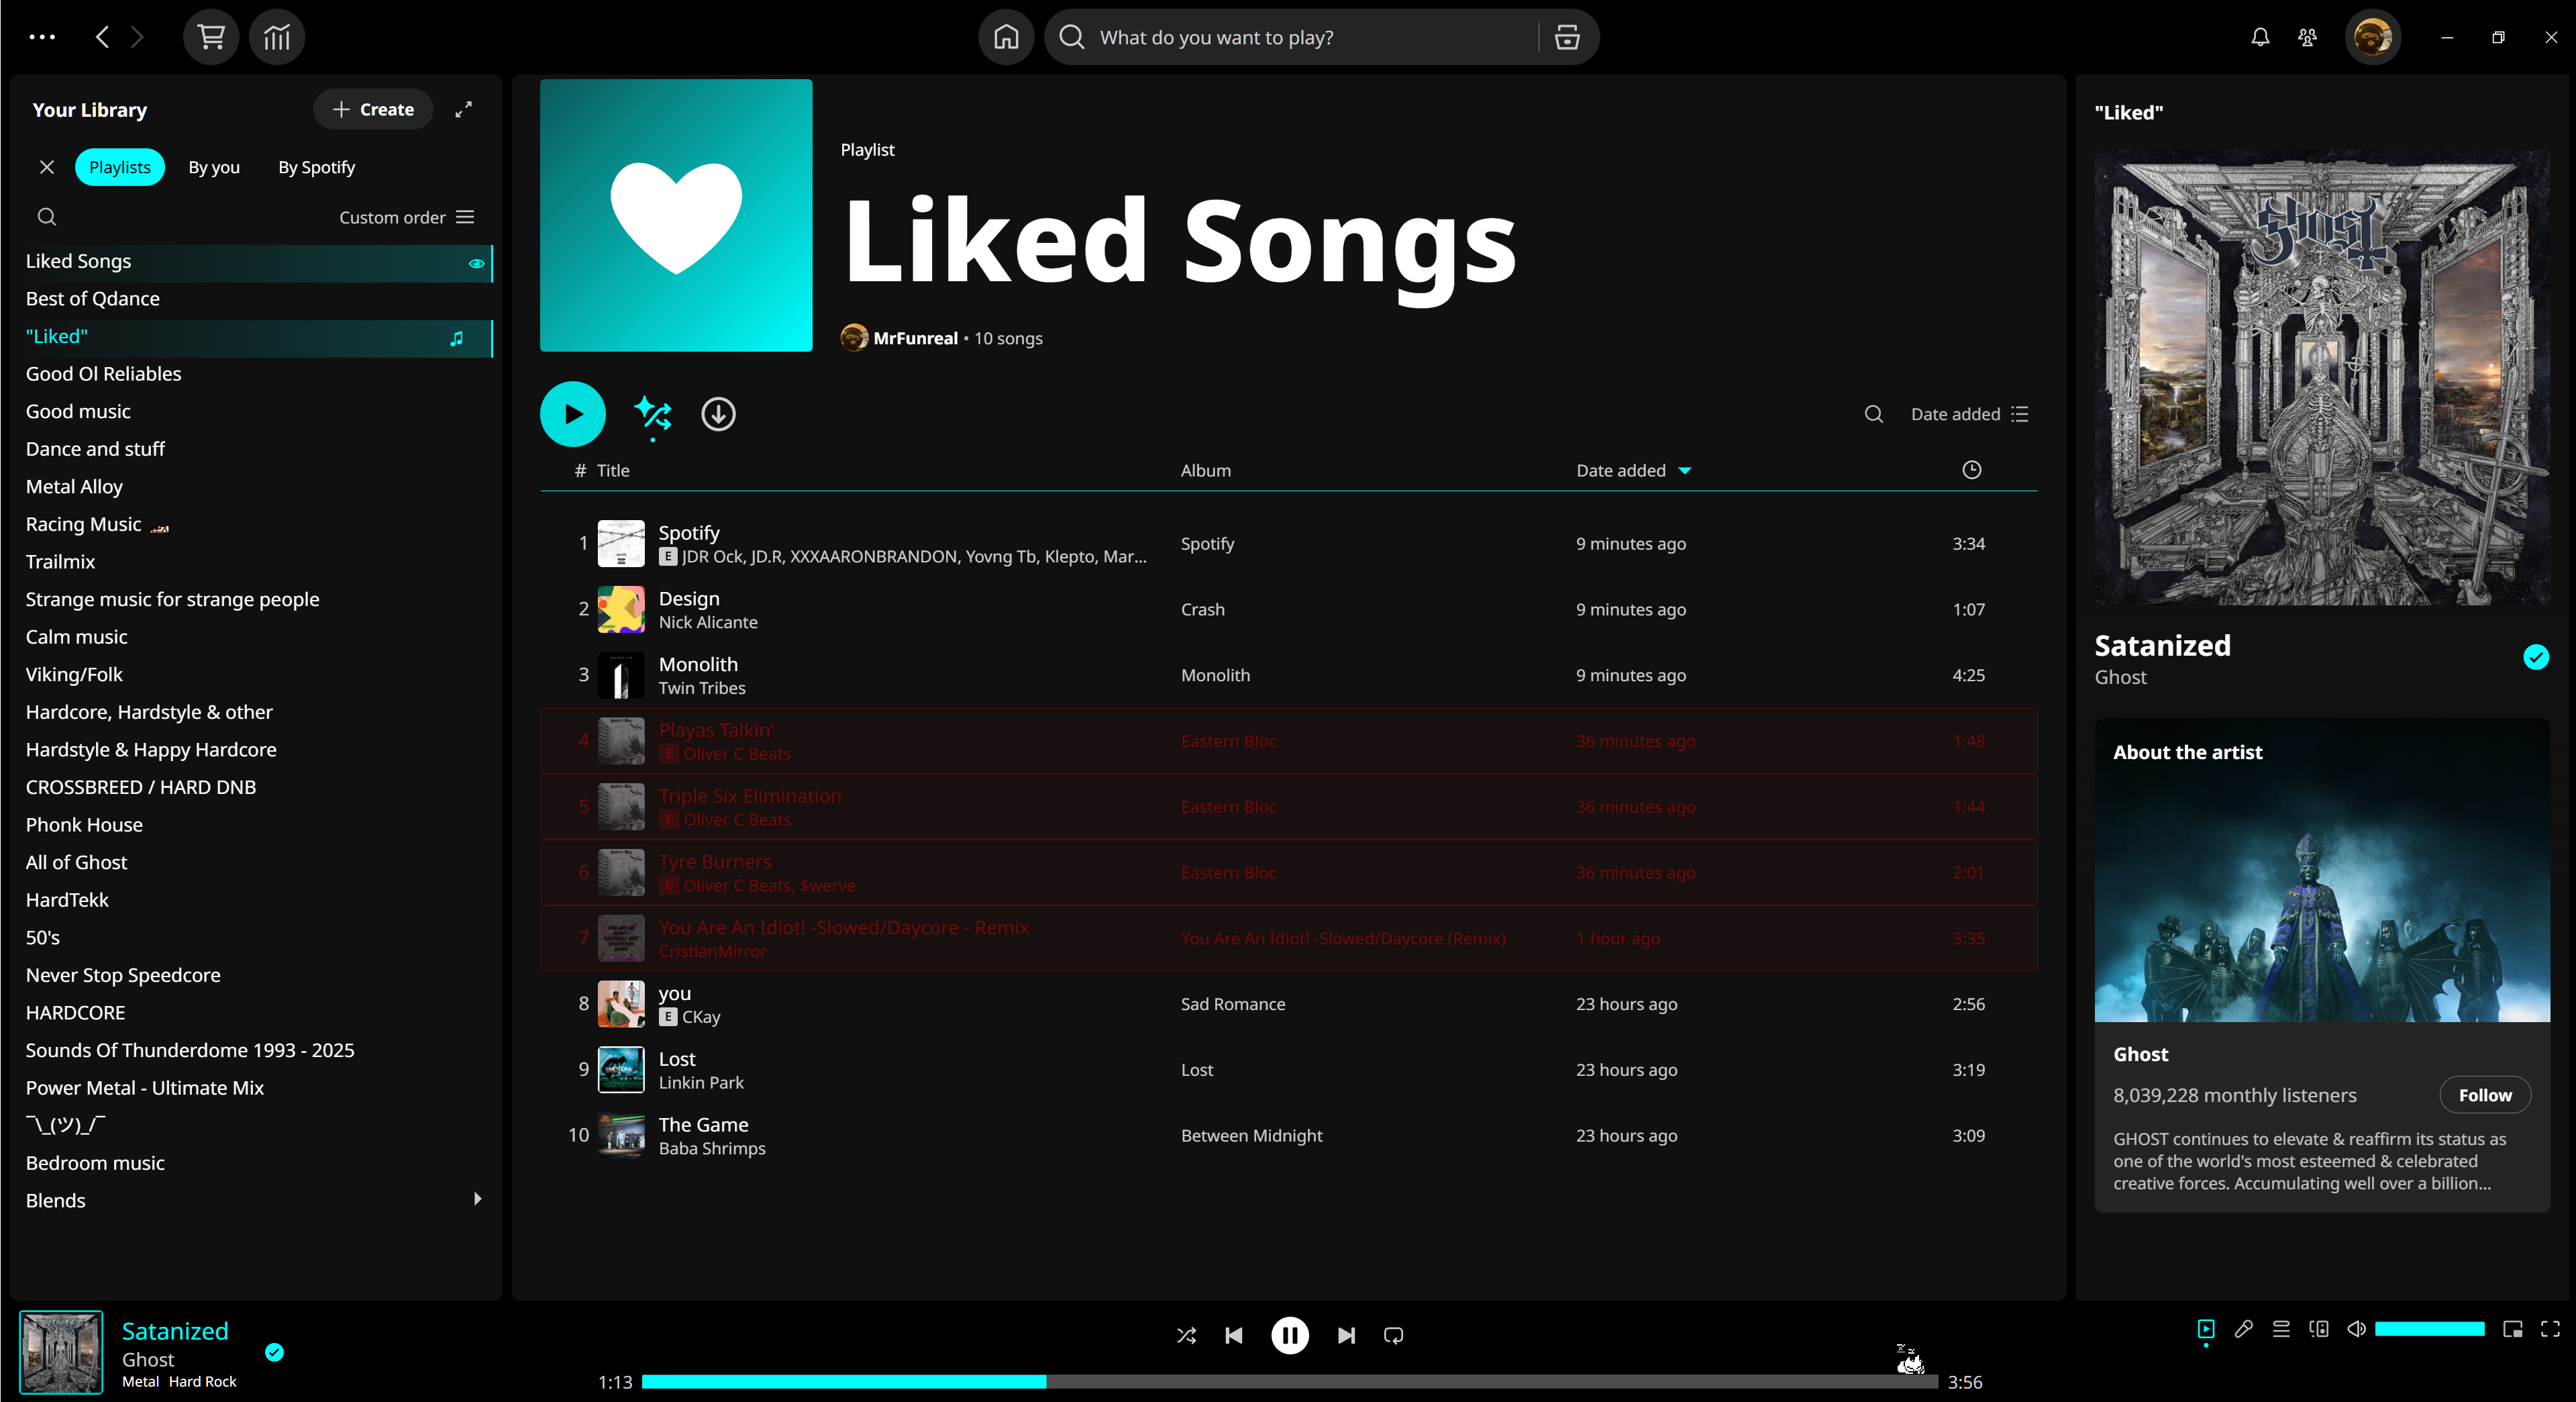 What do you want to play?
Your Library
Create
Playlists
By you
By Spotify
Custom order
Liked Songs
Best of Qdance
"Liked"
Good Ol Reliables
Good music
Dance and stuff
Metal Alloy
Racing Music 🏎️
Trailmix
Strange music for strange people
Calm music
Viking/Folk
Hardcore, Hardstyle & other
Hardstyle & Happy Hardcore
CROSSBREED / HARD DNB
Phonk House
All of Ghost
HardTekk
50's
Never Stop Speedcore
HARDCORE
Sounds Of Thunderdome 1993 - 2025
Power Metal - Ultimate Mix
¯\_(ツ)_/¯
Bedroom music
Blends
Playlist
Liked Songs
MrFunreal • 10 songs
Date added
# Title Album Date added
1 Spotify Spotify 9 minutes ago 3:34
E JDR Ock, JD.R, XXXAARONBRANDON, Yovng Tb, Klepto, Mar...
2 Design Crash 9 minutes ago 1:07
Nick Alicante
3 Monolith Monolith 9 minutes ago 4:25
Twin Tribes
4 Playas Talkin' Eastern Bloc 36 minutes ago 1:48
E Oliver C Beats
5 Triple Six Elimination Eastern Bloc 36 minutes ago 1:44
E Oliver C Beats
6 Tyre Burners Eastern Bloc 36 minutes ago 2:01
E Oliver C Beats, $werve
7 You Are An Idiot! -Slowed/Daycore - Remix You Are An Idiot! -Slowed/Daycore (Remix) 1 hour ago 3:35
CristianMirror
8 you Sad Romance 23 hours ago 2:56
E CKay
9 Lost Lost 23 hours ago 3:19
Linkin Park
10 The Game Between Midnight 23 hours ago 3:09
Baba Shrimps
"Liked"
Ghost
Satanized
Ghost
About the artist
Ghost
8,039,228 monthly listeners
Follow
GHOST continues to elevate & reaffirm its status as
one of the world's most esteemed & celebrated
creative forces. Accumulating well over a billion...
Satanized
Ghost
Metal Hard Rock
1:13
3:56